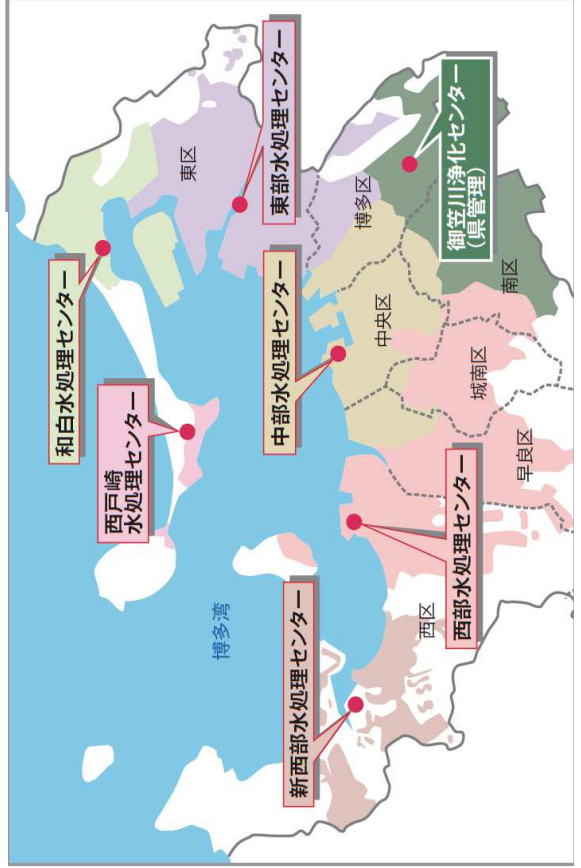 和白水処理センター
西戸崎
水処理センター
東区
東部水処理センター
博多湾
中部水処理センター
博多区
御笠川浄化センター
(県管理)
新西部水処理センター
中央区
西部水処理センター
城南区
南区
早良区
西区